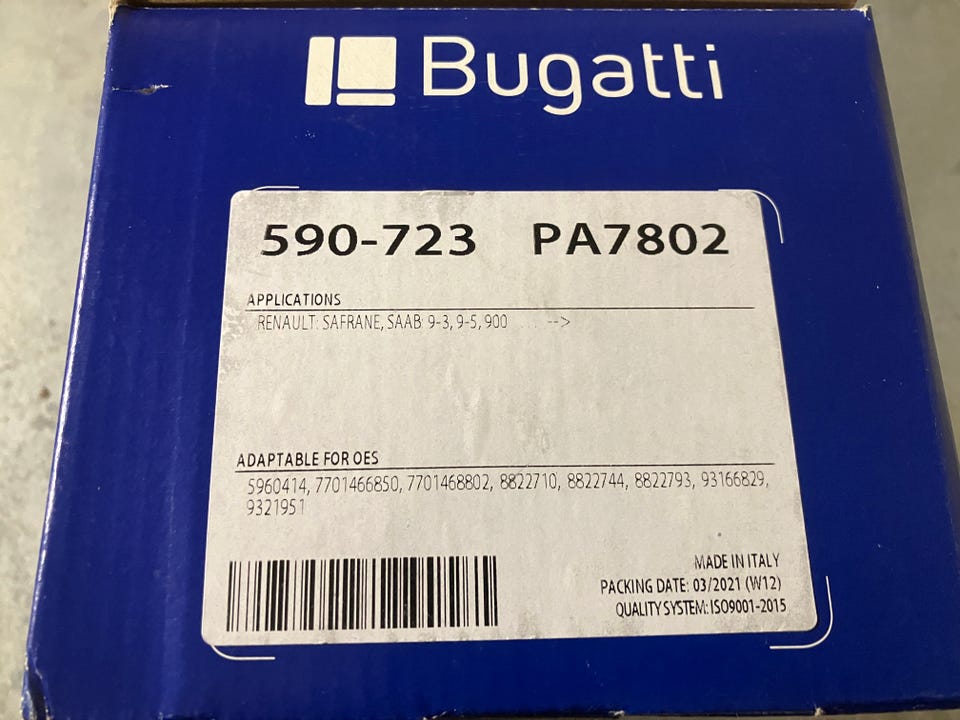 Bugatti
590-723 PA7802
APPLICATIONS
RENAULT: SAFRANE, SAAB: 9-3, 9-5, 900 ... -->
ADAPTABLE FOR OES
5960414, 7701466850, 7701468802, 8822710, 8822744, 8822793, 93166829,
9321951
MADE IN ITALY
PACKING DATE: 03/2021 (W12)
QUALITY SYSTEM: ISO9001-2015